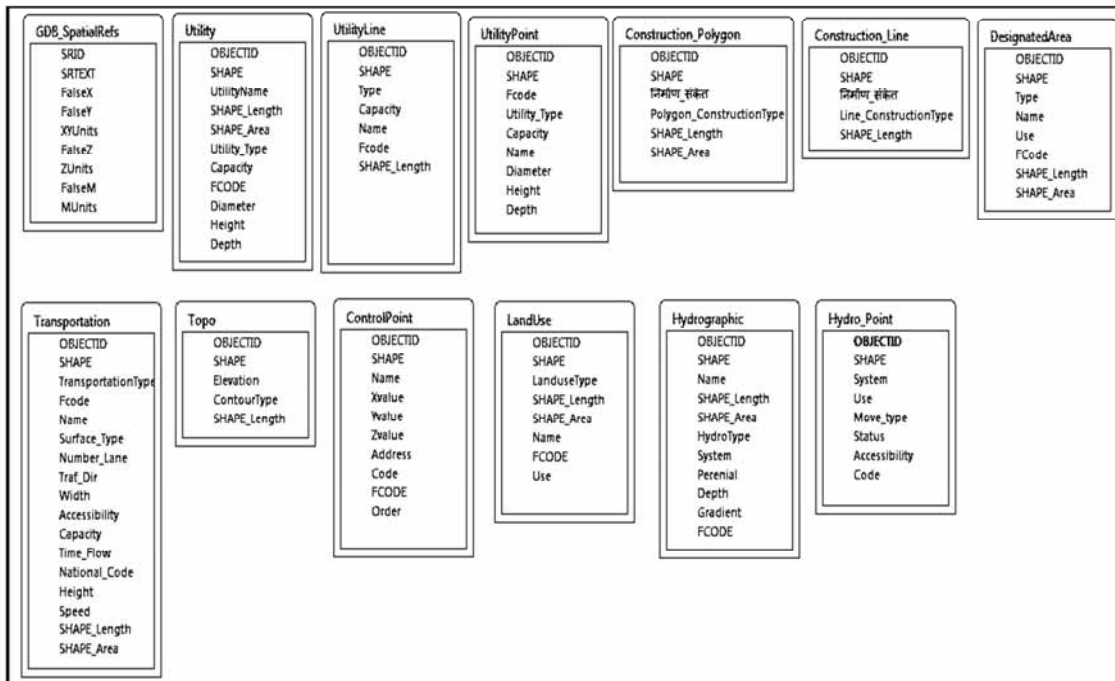 GDB_SpatialRefs
SRID
SRTEXT
FalseX
FalseY
XYUnits
FalseZ
ZUnits
FalseM
MUnits
Utility
OBJECTID
SHAPE
UtilityName
SHAPE_Length
SHAPE_Area
Utility_Type
Capacity
FCODE
Diameter
Height
Depth
UtilityLine
OBJECTID
SHAPE
Type
Capacity
Name
Fcode
SHAPE_Length
UtilityPoint
OBJECTID
SHAPE
Fcode
Utility_Type
Capacity
Name
Diameter
Height
Depth
Construction_Polygon
OBJECTID
SHAPE
निर्माण_संकेत
Polygon_ConstructionType
SHAPE_Length
SHAPE_Area
Construction_Line
OBJECTID
SHAPE
निर्माण_संकेत
Line_ConstructionType
SHAPE_Length
DesignatedArea
OBJECTID
SHAPE
Type
Name
Use
FCode
SHAPE_Length
SHAPE_Area
Transportation
OBJECTID
SHAPE
TransportationType
Fcode
Name
Surface_Type
Number_Lane
Traf_Dir
Width
Accessibility
Capacity
Time_Flow
National_Code
Height
Speed
SHAPE_Length
SHAPE_Area
Topo
OBJECTID
SHAPE
Elevation
ContourType
SHAPE_Length
ControlPoint
OBJECTID
SHAPE
Name
Xvalue
Yvalue
Zvalue
Address
Code
FCODE
Order
LandUse
OBJECTID
SHAPE
LanduseType
SHAPE_Length
SHAPE_Area
Name
FCODE
Use
Hydrographic
OBJECTID
SHAPE
Name
SHAPE_Length
SHAPE_Area
HydroType
System
Perenial
Depth
Gradient
FCODE
Hydro_Point
OBJECTID
SHAPE
System
Use
Move_type
Status
Accessibility
Code